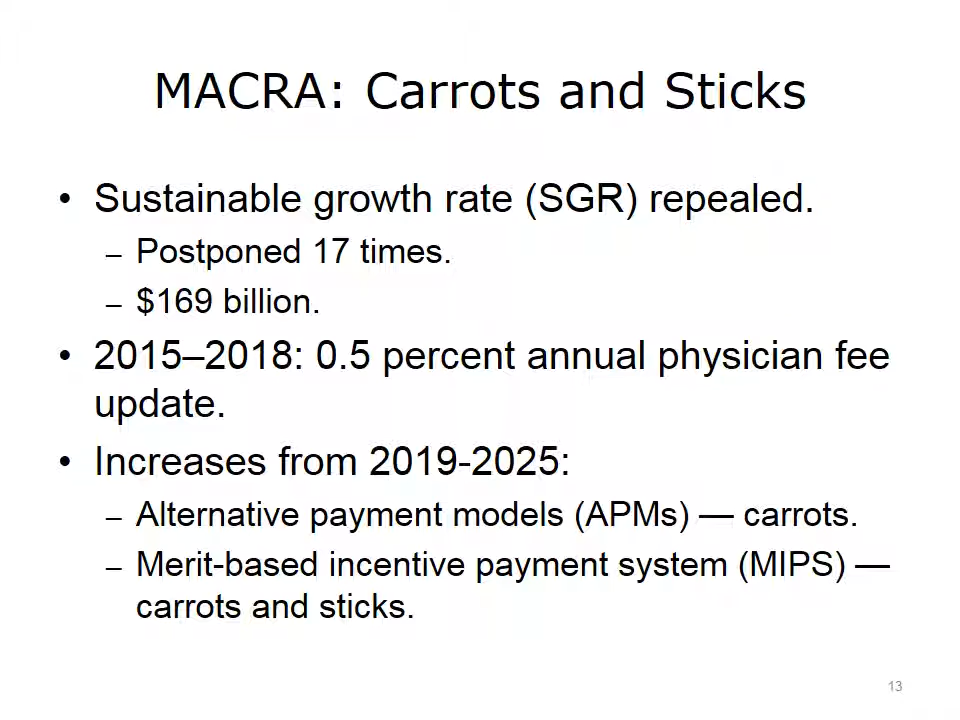 MACRA: Carrots and Sticks
• Sustainable growth rate (SGR) repealed.
– Postponed 17 times.
– $169 billion.
• 2015–2018: 0.5 percent annual physician fee
update.
• Increases from 2019-2025:
– Alternative payment models (APMs) — carrots.
– Merit-based incentive payment system (MIPS) —
carrots and sticks.
13